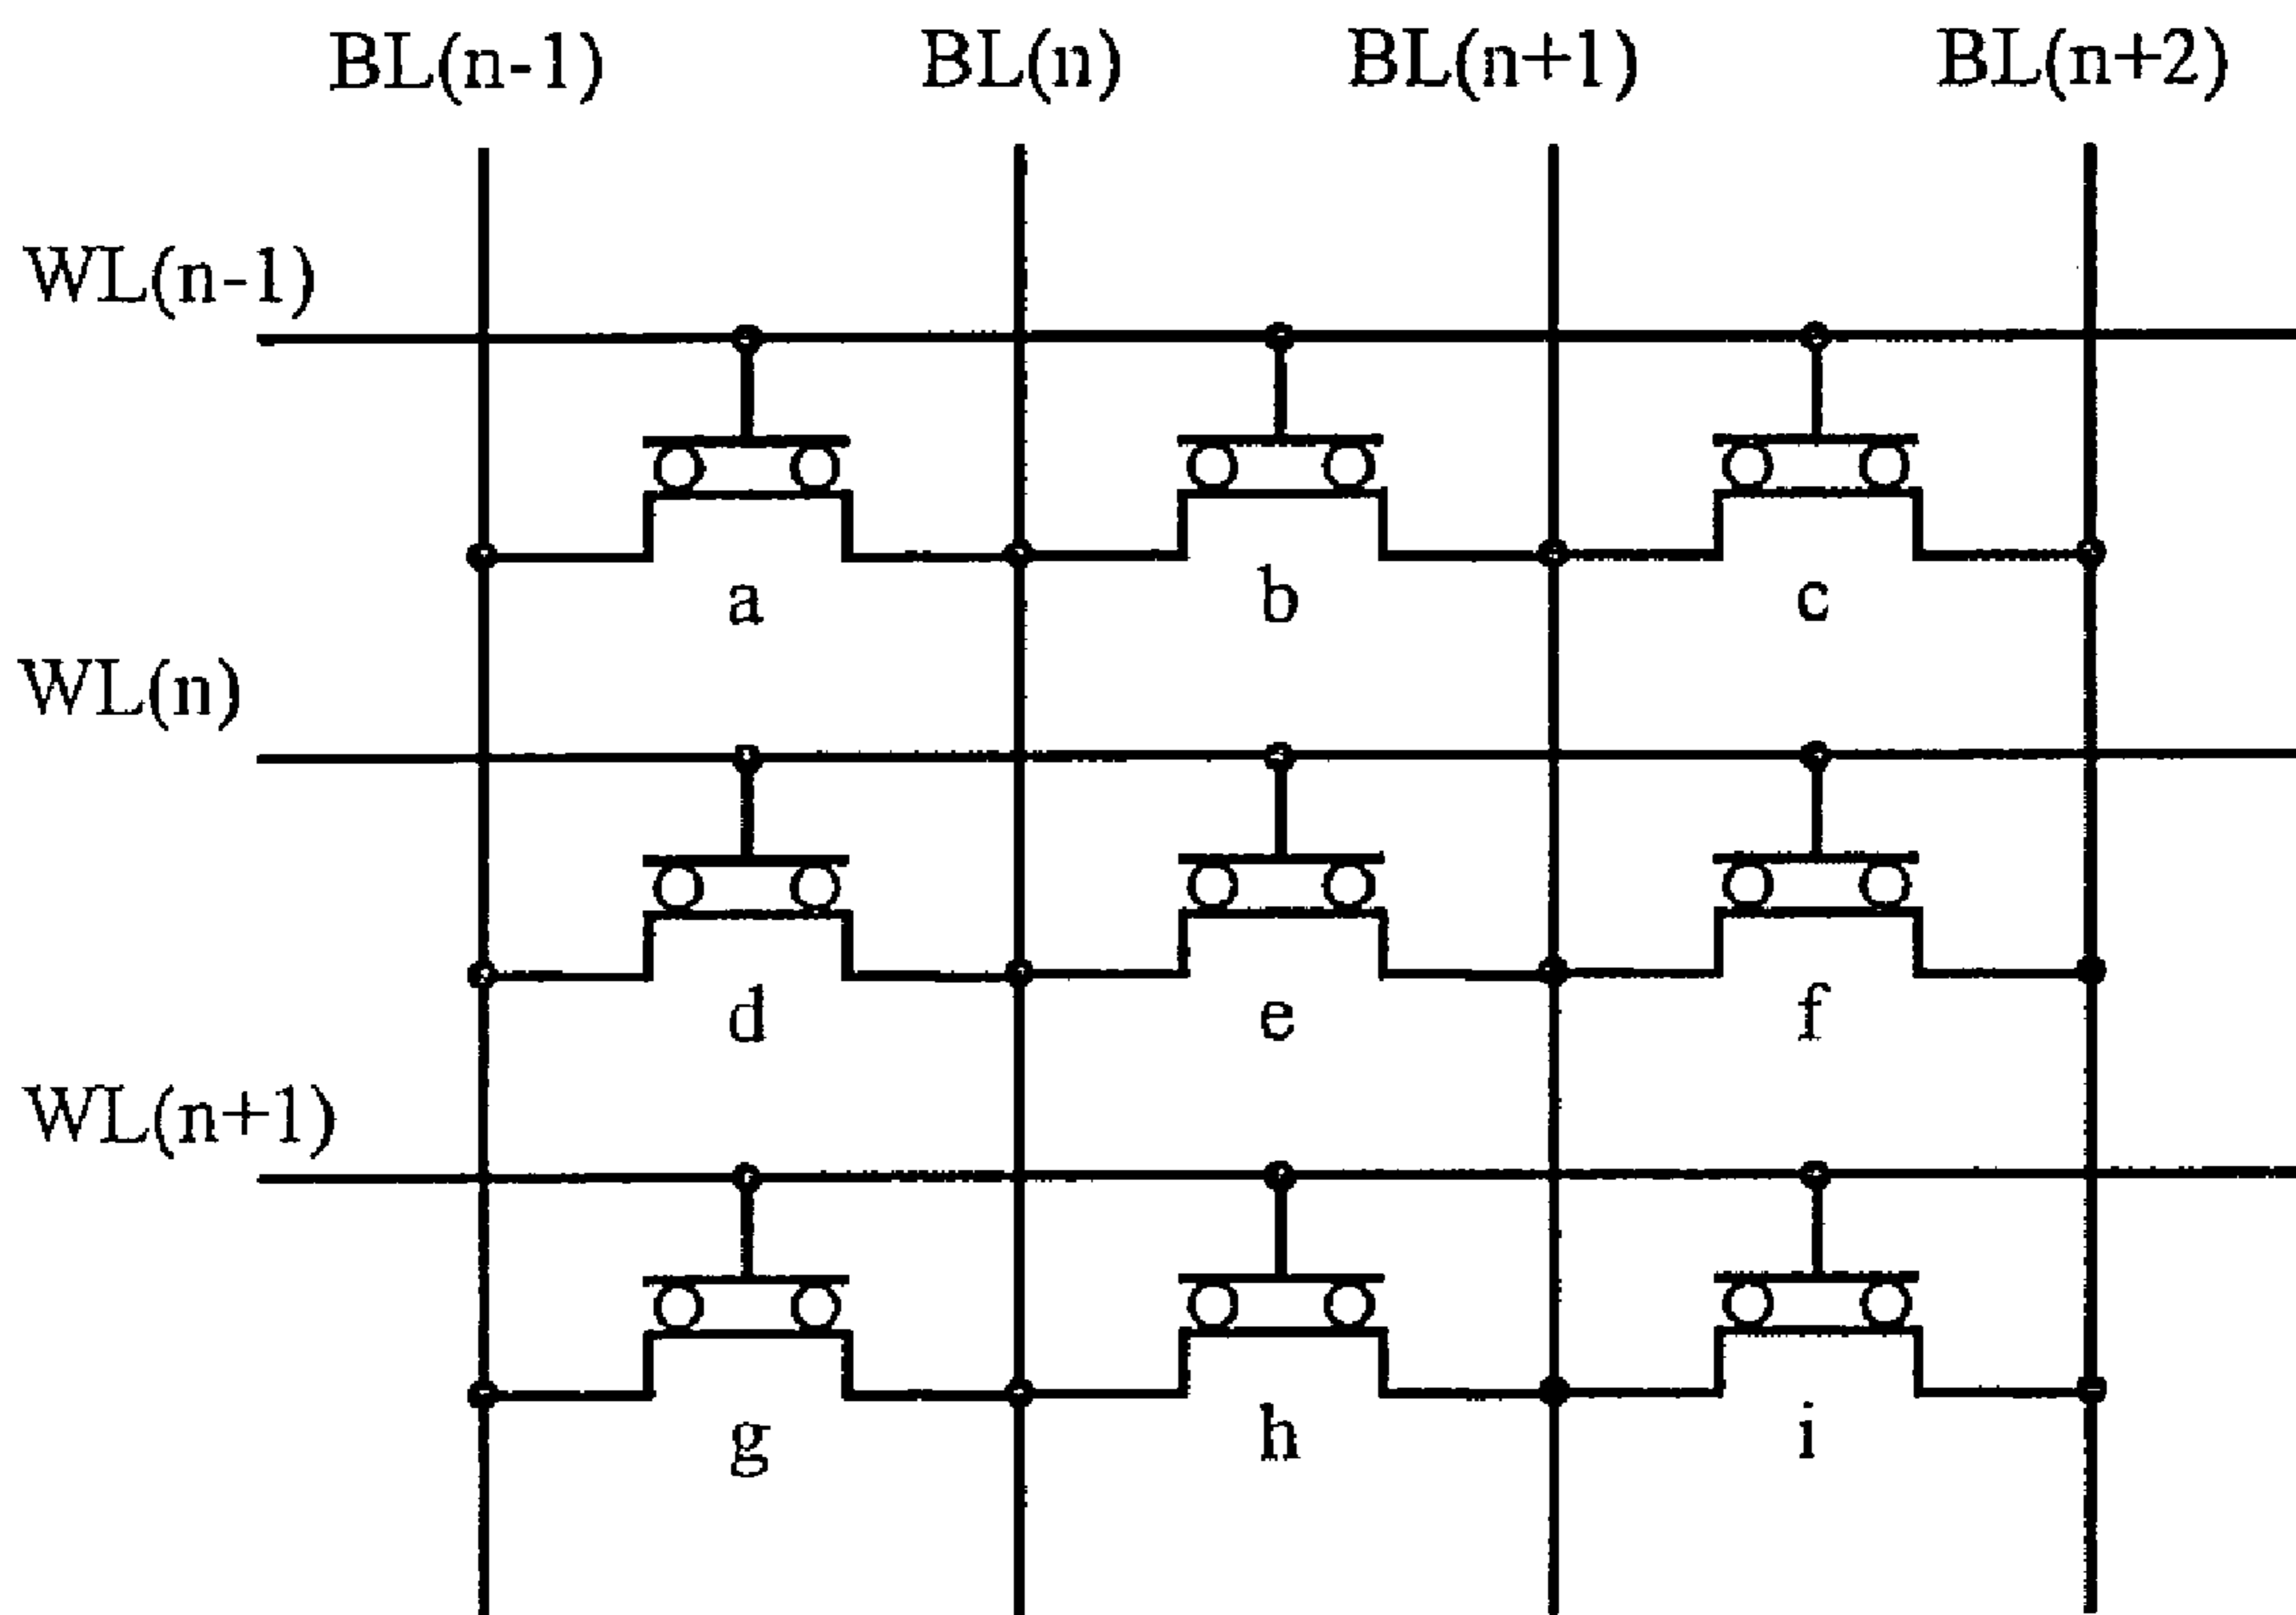 BL(n-1) BL(n) BL(n+1) BL(n+2)
WL(n-1)
a b c
WL(n)
d e f
WL(n+1)
g h i